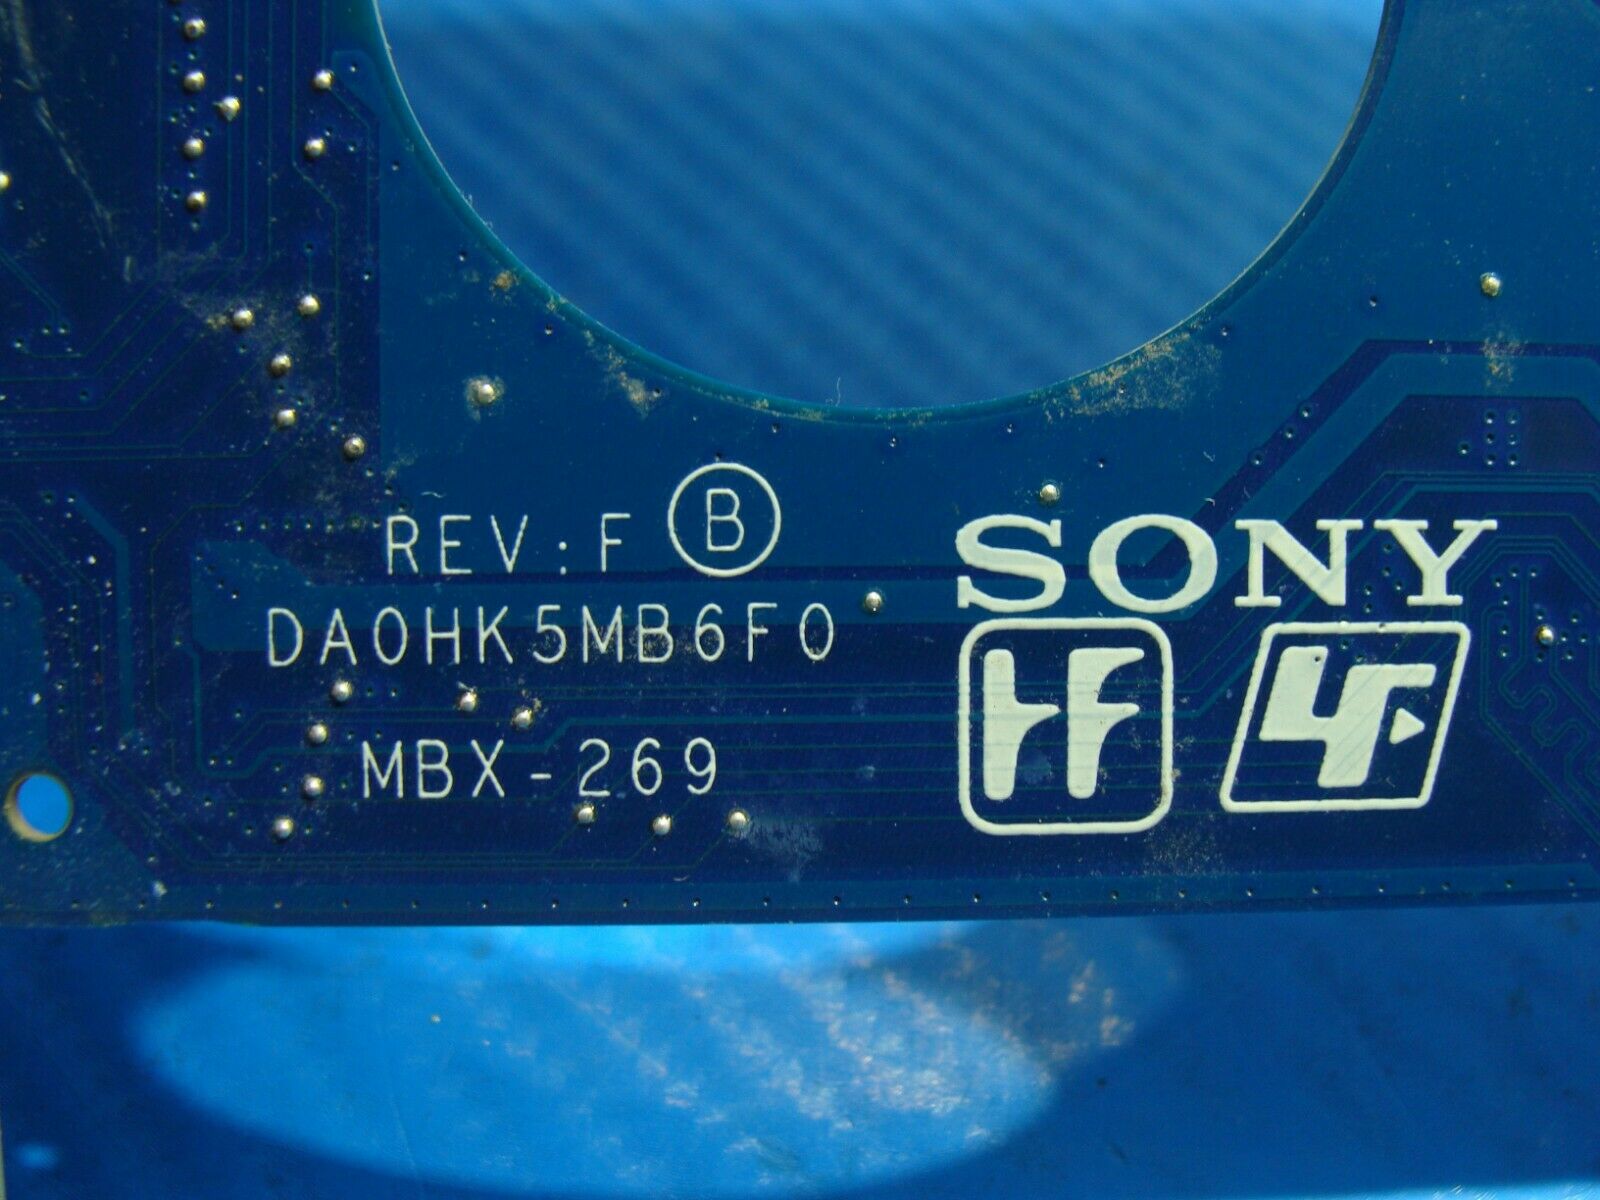 REV:F B
DA0HK5MB6F0
MBX-269
SONY